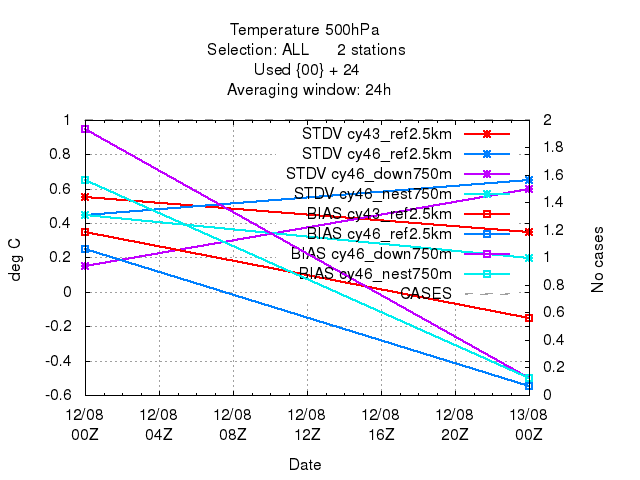 Temperature 500hPa
Selection: ALL 2 stations
Used {00} + 24
Averaging window: 24h
1
0.8
0.6
0.4
0.2
0
-0.2
-0.4
-0.6
deg C
STDV cy43_ref2.5km
STDV cy46_ref2.5km
STDV cy46_down750m
STDV cy46_nest750m
BIAS cy43_ref2.5km
BIAS cy46_ref2.5km
BIAS cy46_down750m
BIAS cy46_nest750m
CASES
2
1.8
1.6
1.4
1.2
1
0.8
0.6
0.4
0.2
0
No cases
12/08 12/08 12/08 12/08 12/08 12/08 13/08
00Z 04Z 08Z 12Z 16Z 20Z 00Z
Date